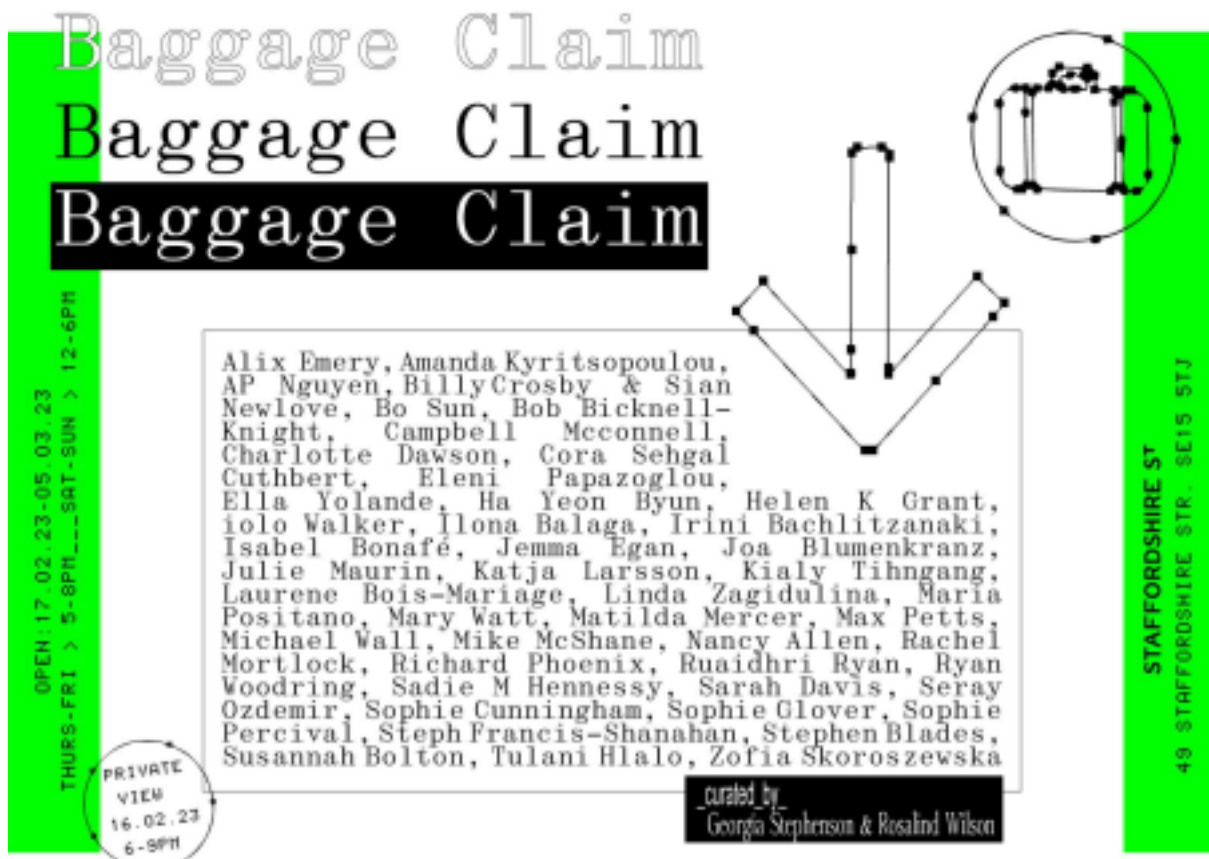 Baggage Claim
Baggage Claim
Baggage Claim
OPEN:17.02.23-05.03.23
THURS-FRI > 5-8PM___SAT-SUN > 12-6PM
Alix Emery, Amanda Kyritsopoulou,
AP Nguyen, Billy Crosby & Sian
Newlove, Bo Sun, Bob Bicknell-
Knight, Campbell Mcconnell,
Charlotte Dawson, Cora Sehgal
Cuthbert, Eleni Papazoglou,
Ella Yolande, Ha Yeon Byun, Helen K Grant,
iolo Walker, Ilona Balaga, Irini Bachlitzanaki,
Isabel Bonafé, Jemma Egan, Joa Blumenkranz,
Julie Maurin, Katja Larsson, Kialy Tihngang,
Laurene Bois-Mariage, Linda Zagidulina, Maria
Positano, Mary Watt, Matilda Mercer, Max Petts,
Michael Wall, Mike McShane, Nancy Allen, Rachel
Mortlock, Richard Phoenix, Ruaidhri Ryan, Ryan
Woodring, Sadie M Hennessy, Sarah Davis, Seray
Ozdemir, Sophie Cunningham, Sophie Glover, Sophie
Percival, Steph Francis-Shanahan, Stephen Blades,
Susannah Bolton, Tulani Hlalo, Zofia Skoroszewska
_curated_by_
Georgia Stephenson & Rosalind Wilson
PRIVATE
VIEW
16.02.23
6-9PM
STAFFORDSHIRE ST
49 STAFFORDSHIRE STR. SE15 5TJ